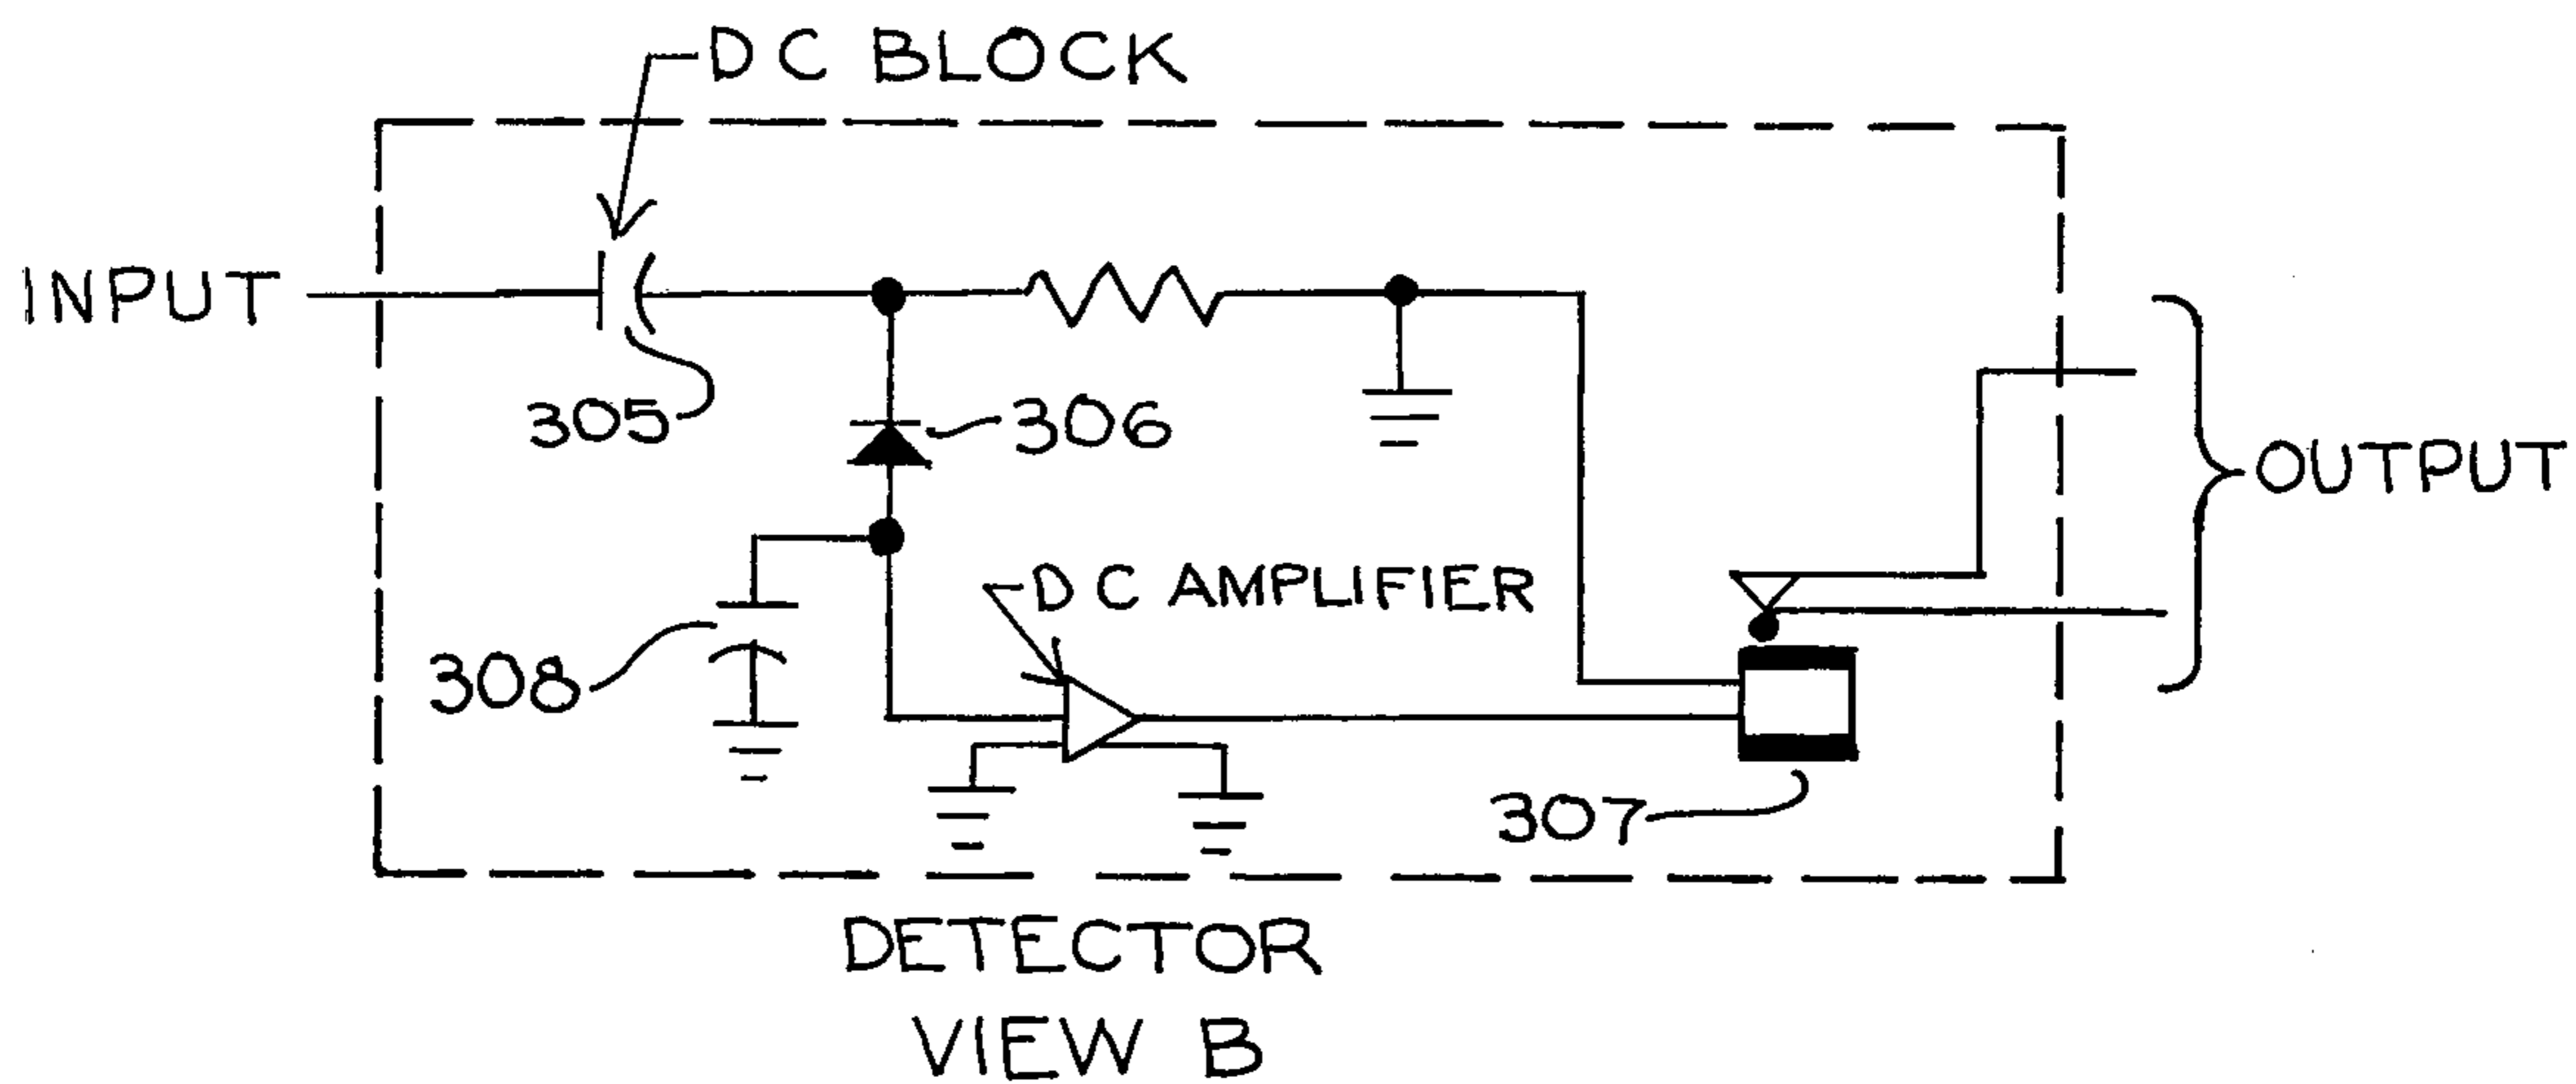 DC BLOCK
INPUT
305
306
OUTPUT
DC AMPLIFIER
308
307
DETECTOR
VIEW B